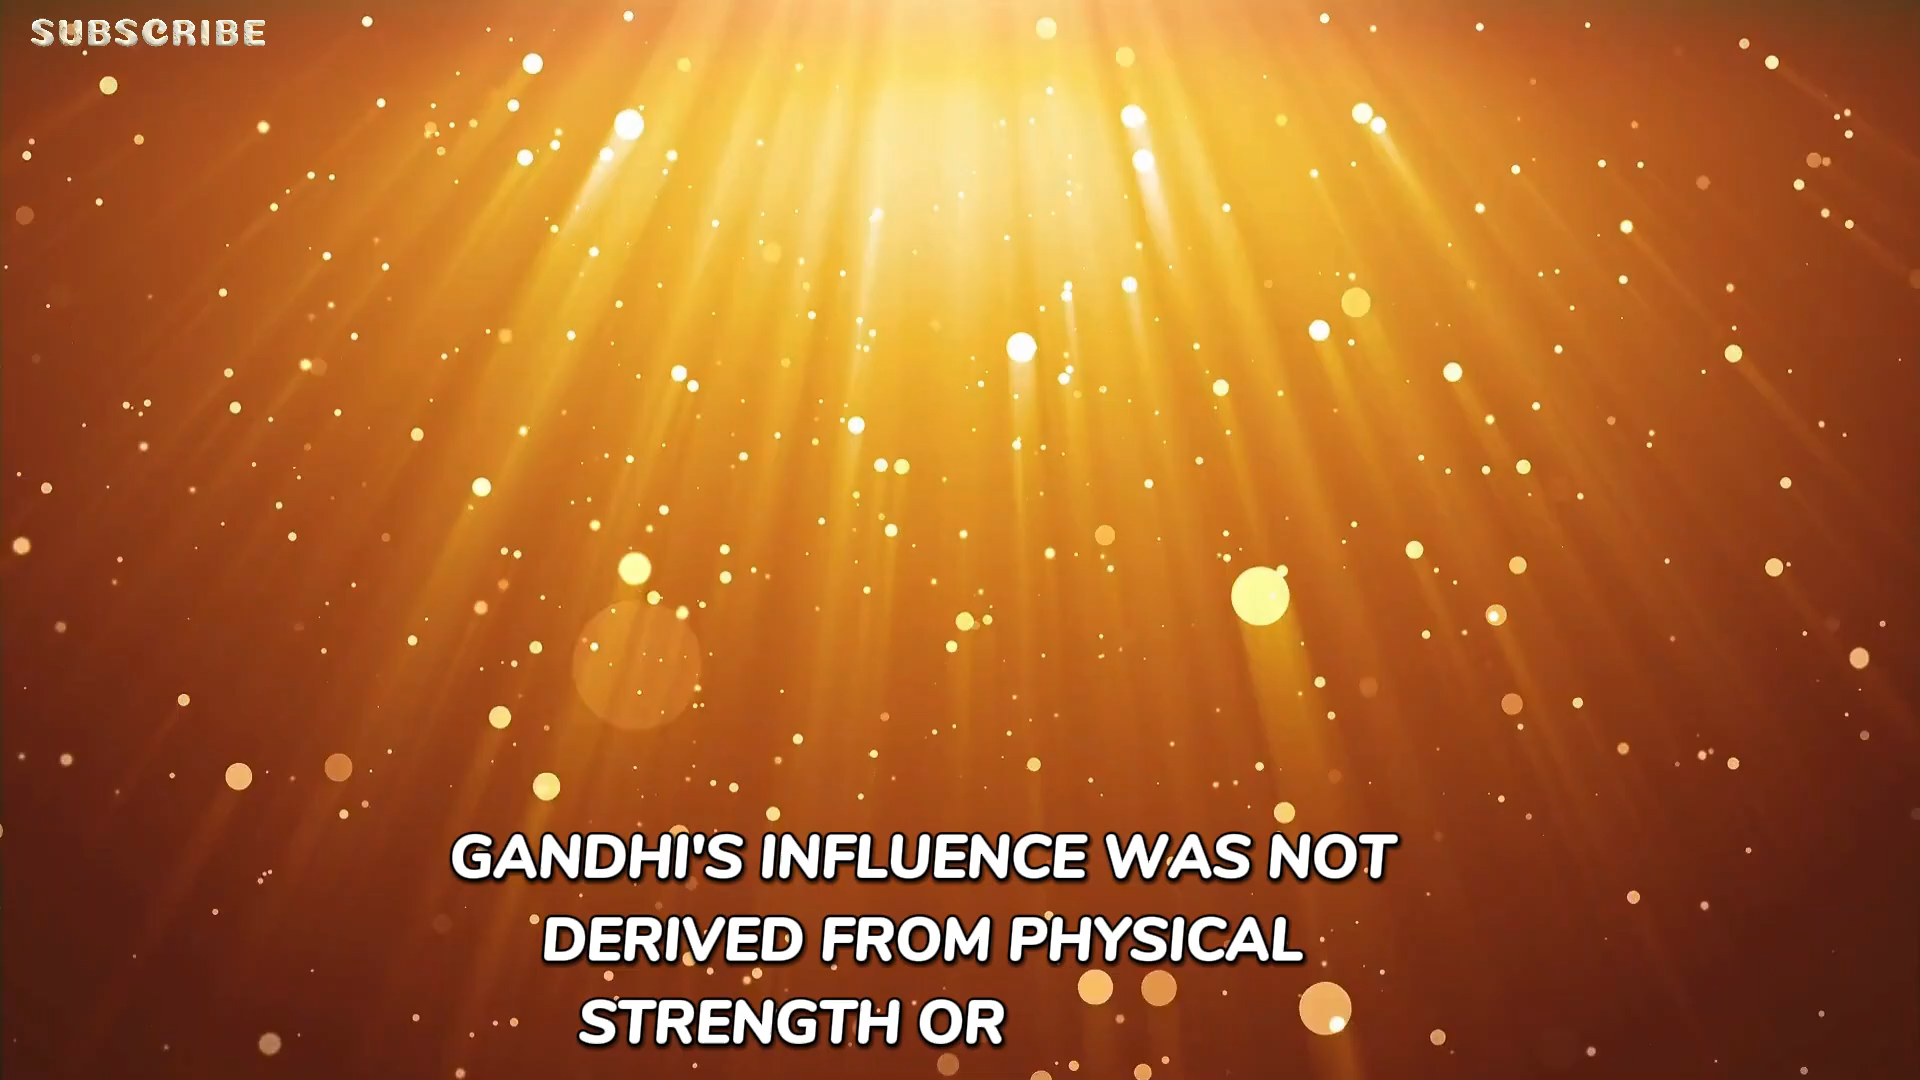 SUBSCRIBE
GANDHI'S INFLUENCE WAS NOT
DERIVED FROM PHYSICAL
STRENGTH OR